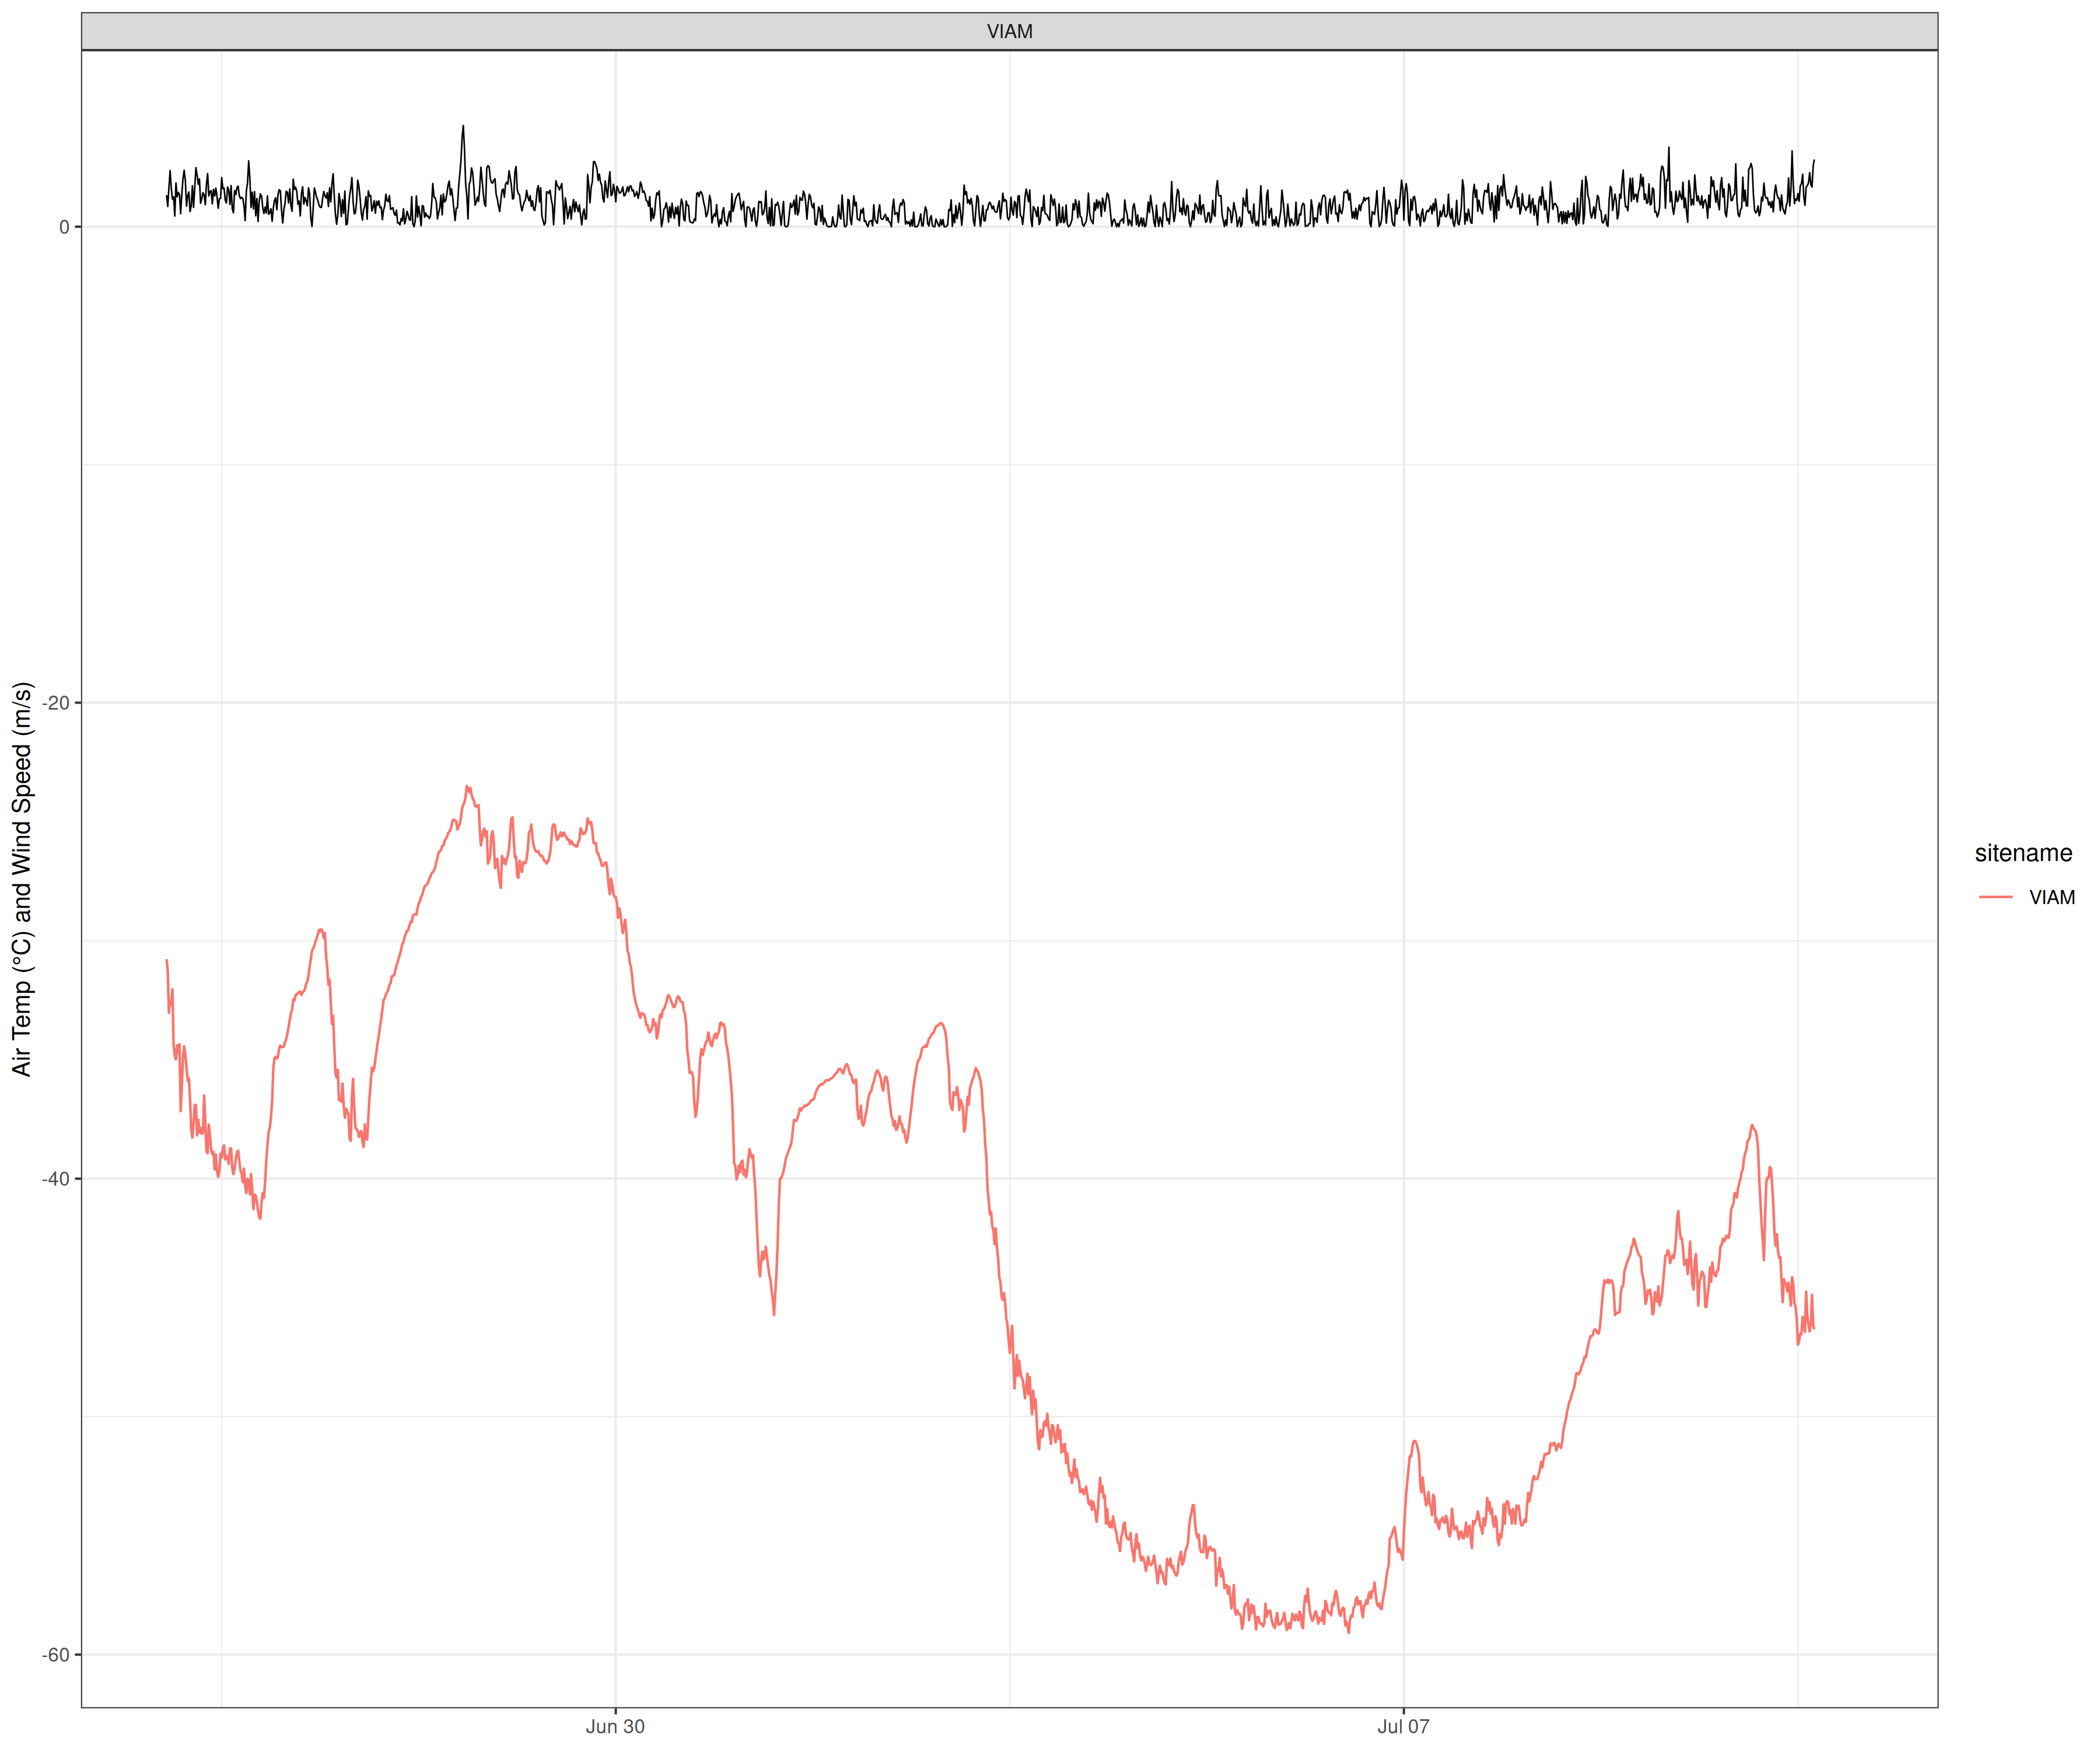 VIAM
Air Temp (°C) and Wind Speed (m/s)
0
-20
-40
-60
Jun 30
Jul 07
sitename
VIAM